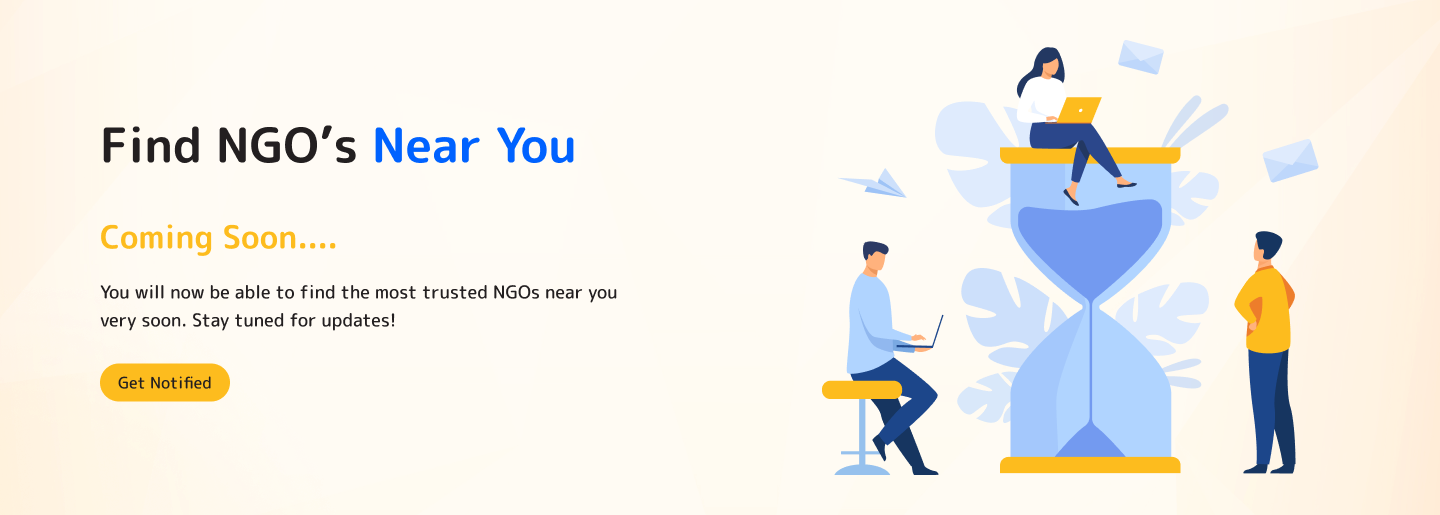 Find NGO’s Near You
Coming Soon....
You will now be able to find the most trusted NGOs near you
very soon. Stay tuned for updates!
Get Notified